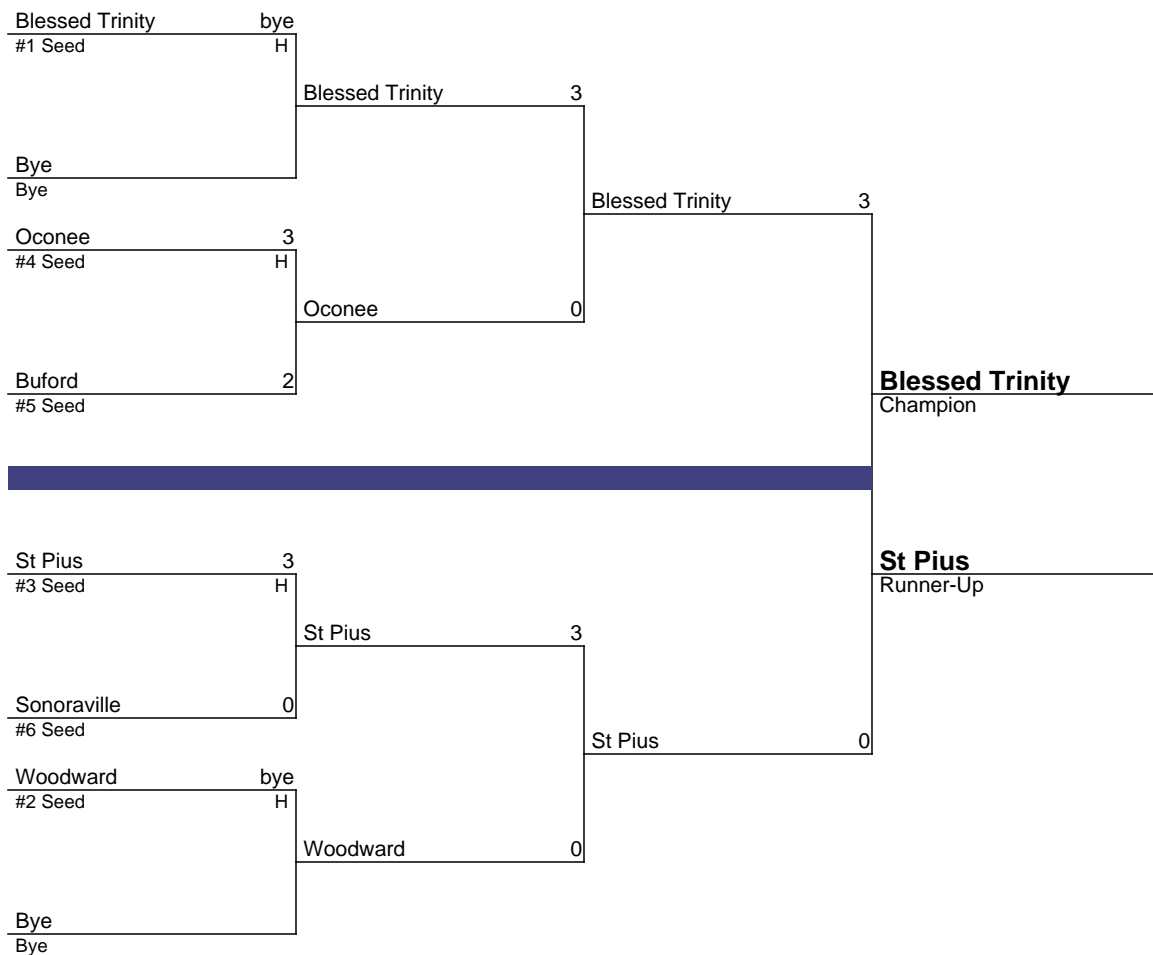 Blessed Trinity bye
#1 Seed H
Blessed Trinity 3
Bye
Bye
Blessed Trinity 3
Oconee 3
#4 Seed H
Oconee 0
Buford 2
#5 Seed
Blessed Trinity
Champion
St Pius 3
#3 Seed H
St Pius
Runner-Up
St Pius 3
Sonoraville 0
#6 Seed
St Pius 0
Woodward bye
#2 Seed H
Woodward 0
Bye
Bye